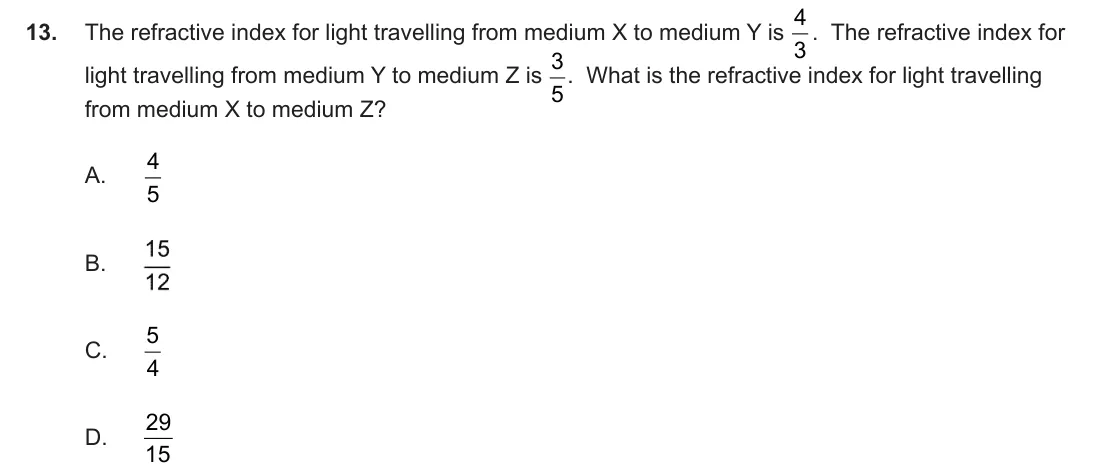 13. The refractive index for light travelling from medium X to medium Y is 4/3. The refractive index for
light travelling from medium Y to medium Z is 3/5. What is the refractive index for light travelling
from medium X to medium Z?
A. 4/5
B. 15/12
C. 5/4
D. 29/15